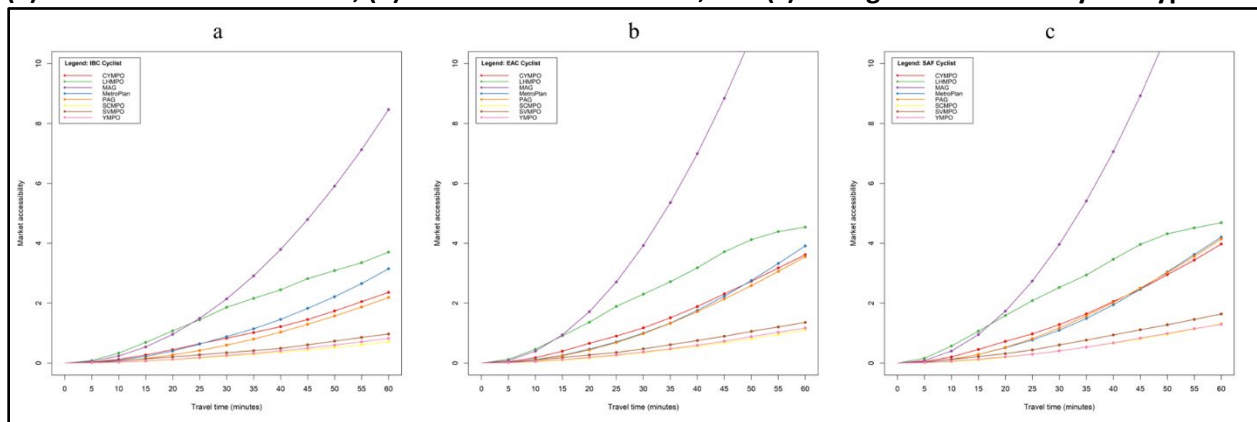 a
b
c
Legend: IBC Cyclist
CYMPO
LHMPO
MAG
MetroPlan
PAG
SCMPO
SVMPO
YMPO
Market accessibility
10
8
6
4
2
0
0 5 10 15 20 25 30 35 40 45 50 55 60
Travel time (minutes)
Legend: EAC Cyclist
CYMPO
LHMPO
MAG
MetroPlan
PAG
SCMPO
SVMPO
YMPO
Market accessibility
10
8
6
4
2
0
0 5 10 15 20 25 30 35 40 45 50 55 60
Travel time (minutes)
Legend: SAF Cyclist
CYMPO
LHMPO
MAG
MetroPlan
PAG
SCMPO
SVMPO
YMPO
Market accessibility
10
8
6
4
2
0
0 5 10 15 20 25 30 35 40 45 50 55 60
Travel time (minutes)